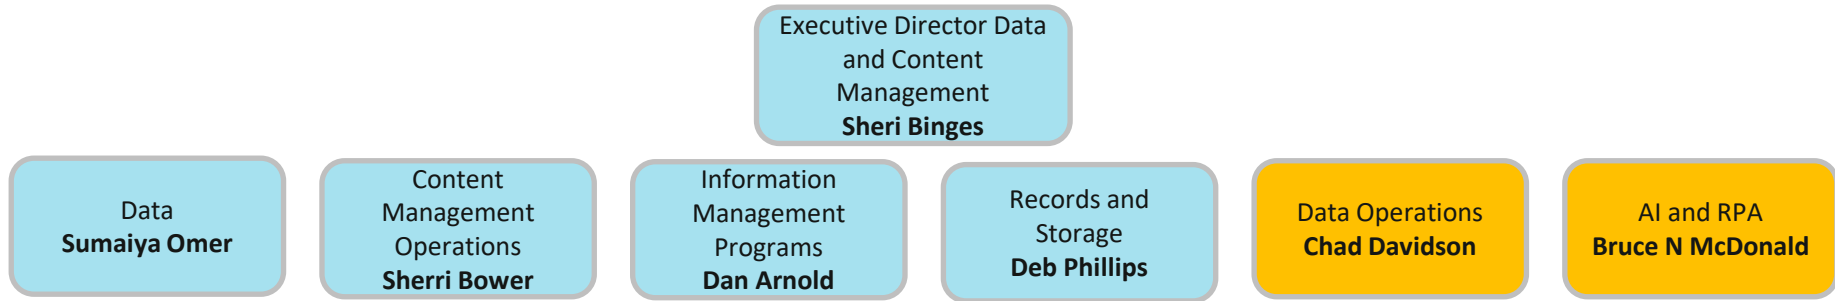 Executive Director Data
and Content
Management
Sheri Binges
Data
Sumaiya Omer
Content
Management
Operations
Sherri Bower
Information
Management
Programs
Dan Arnold
Records and
Storage
Deb Phillips
Data Operations
Chad Davidson
AI and RPA
Bruce N McDonald